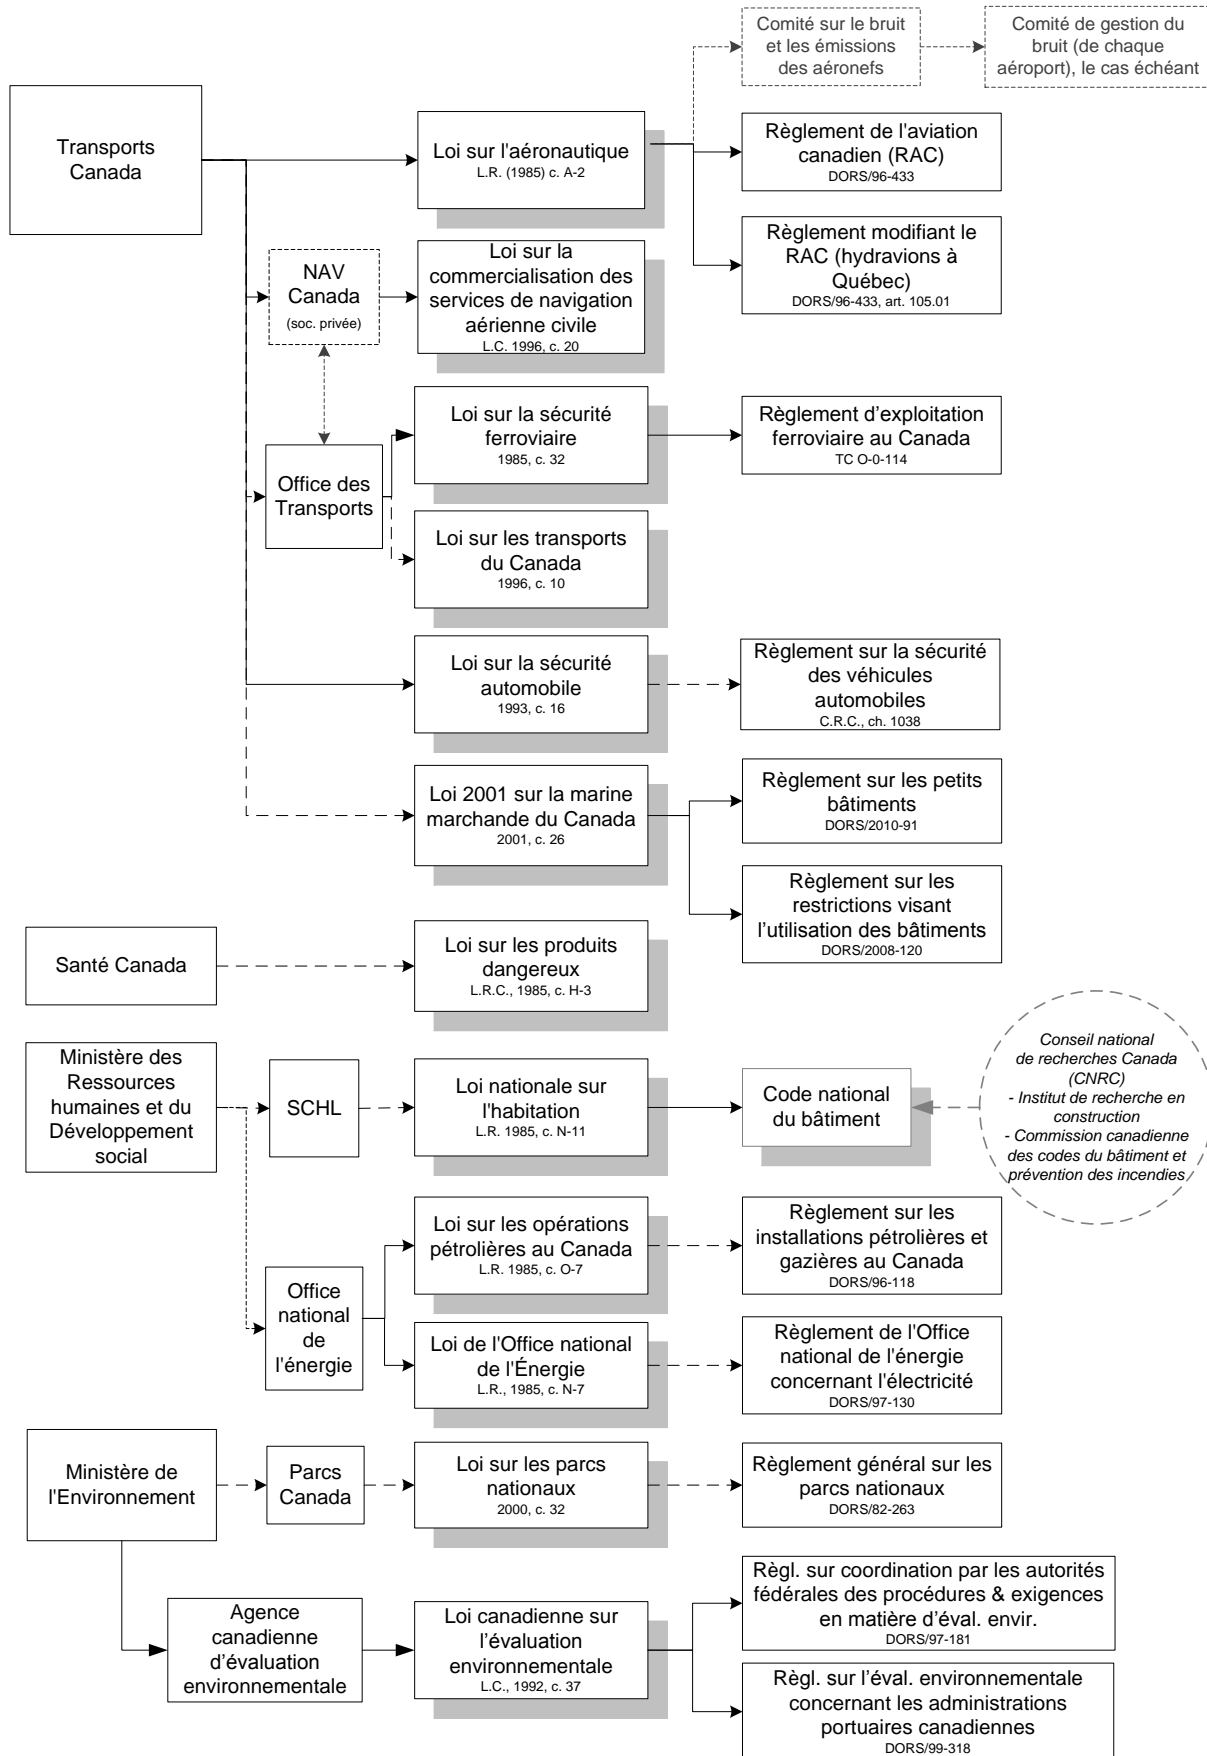 Comité sur le bruit
et les émissions
des aéronefs
Comité de gestion du
bruit (de chaque
aéroport), le cas échéant
Transports
Canada
Loi sur l'aéronautique
L.R. (1985) c. A-2
Règlement de l'aviation
canadien (RAC)
DORS/96-433
Règlement modifiant le
RAC (hydravions à
Québec)
DORS/96-433, art. 105.01
NAV
Canada
(soc. privée)
Loi sur la
commercialisation des
services de navigation
aérienne civile
L.C. 1996, c. 20
Loi sur la sécurité
ferroviaire
1985, c. 32
Règlement d’exploitation
ferroviaire au Canada
TC O-0-114
Office des
Transports
Loi sur les transports
du Canada
1996, c. 10
Loi sur la sécurité
automobile
1993, c. 16
Règlement sur la sécurité
des véhicules
automobiles
C.R.C., ch. 1038
Loi 2001 sur la marine
marchande du Canada
2001, c. 26
Règlement sur les petits
bâtiments
DORS/2010-91
Règlement sur les
restrictions visant
l’utilisation des bâtiments
DORS/2008-120
Santé Canada
Loi sur les produits
dangereux
L.R.C., 1985, c. H-3
Ministère des
Ressources
humaines et du
Développement
social
SCHL
Loi nationale sur
l'habitation
L.R. 1985, c. N-11
Code national
du bâtiment
Conseil national
de recherches Canada
(CNRC)
- Institut de recherche en
construction
- Commission canadienne
des codes du bâtiment et
prévention des incendies
Office
national
de
l'énergie
Loi sur les opérations
pétrolières au Canada
L.R. 1985, c. O-7
Règlement sur les
installations pétrolières et
gazières au Canada
DORS/96-118
Loi de l'Office national
de l'Énergie
L.R., 1985, c. N-7
Règlement de l'Office
national de l'énergie
concernant l'électricité
DORS/97-130
Ministère de
l'Environnement
Parcs
Canada
Loi sur les parcs
nationaux
2000, c. 32
Règlement général sur les
parcs nationaux
DORS/82-263
Agence
canadienne
d’évaluation
environnementale
Loi canadienne sur
l’évaluation
environnementale
L.C., 1992, c. 37
Règl. sur coordination par les autorités
fédérales des procédures & exigences
en matière d’éval. envir.
DORS/97-181
Règl. sur l’éval. environnementale
concernant les administrations
portuaires canadiennes
DORS/99-318